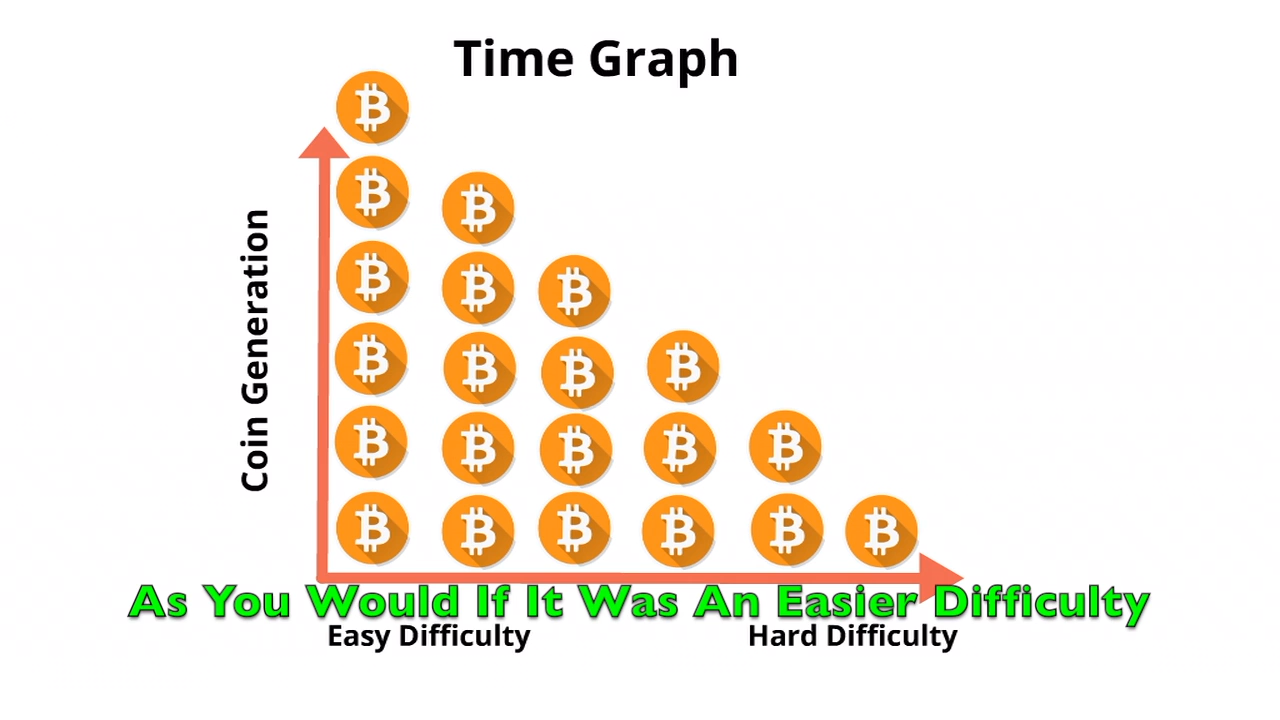 Time Graph
Coin Generation
As You Would If It Was An Easier Difficulty
Easy Difficulty
Hard Difficulty